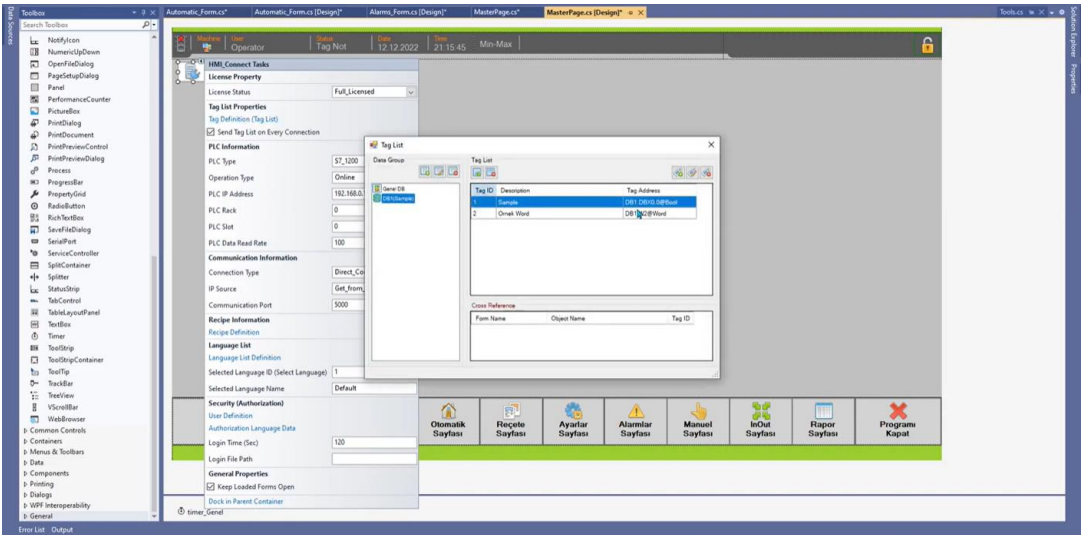 Data Sources
Toolbox
Search Toolbox
NotifyIcon
NumericUpDown
OpenFileDialog
PageSetupDialog
Panel
PerformanceCounter
PictureBox
PrintDialog
PrintDocument
PrintPreviewControl
PrintPreviewDialog
Process
ProgressBar
PropertyGrid
RadioButton
RichTextBox
SaveFileDialog
SerialPort
ServiceController
SplitContainer
Splitter
StatusStrip
TabControl
TableLayoutPanel
TextBox
Timer
ToolStrip
ToolStripContainer
ToolTip
TrackBar
TreeView
VScrollBar
WebBrowser
Common Controls
Containers
Menus & Toolbars
Data
Components
Printing
Dialogs
WPF Interoperability
General
Error List Output
Automatic_Form.cs* Automatic_Form.cs [Design]* Alarms_Form.cs [Design]* MasterPage.cs* MasterPage.cs [Design]* Tools.cs
Solution Explorer
Properties
Machine User Status Date Time
Operator Tag Not 12.12.2022 21:15:45 Min-Max
HMI_Connect Tasks
License Property
License Status Full_Licensed
Tag List Properties
Tag Definition (Tag List)
Send Tag List on Every Connection
PLC Information
PLC Type S7_1200
Operation Type Online
PLC IP Address 192.168.0.
PLC Rack 0
PLC Slot 0
PLC Data Read Rate 100
Communication Information
Connection Type Direct_Co
IP Source Get_from_
Communication Port 5000
Recipe Information
Recipe Definition
Language List
Language List Definition
Selected Language ID (Select Language) 1
Selected Language Name Default
Security (Authorization)
User Definition
Authorization Language Data
Login Time (Sec) 120
Login File Path
General Properties
Keep Loaded Forms Open
Dock in Parent Container
Tag List
Data Group Tag List
Genel DB
Tag ID Description Tag Address
1 Sample
2 Ornek Word
Cross Reference
Form Name Object Name Tag ID
Otomatik Sayfası
Reçete Sayfası
Ayarlar Sayfası
Alarmlar Sayfası
Manuel Sayfası
InOut Sayfası
Rapor Sayfası
Programı Kapat
timer_Genel